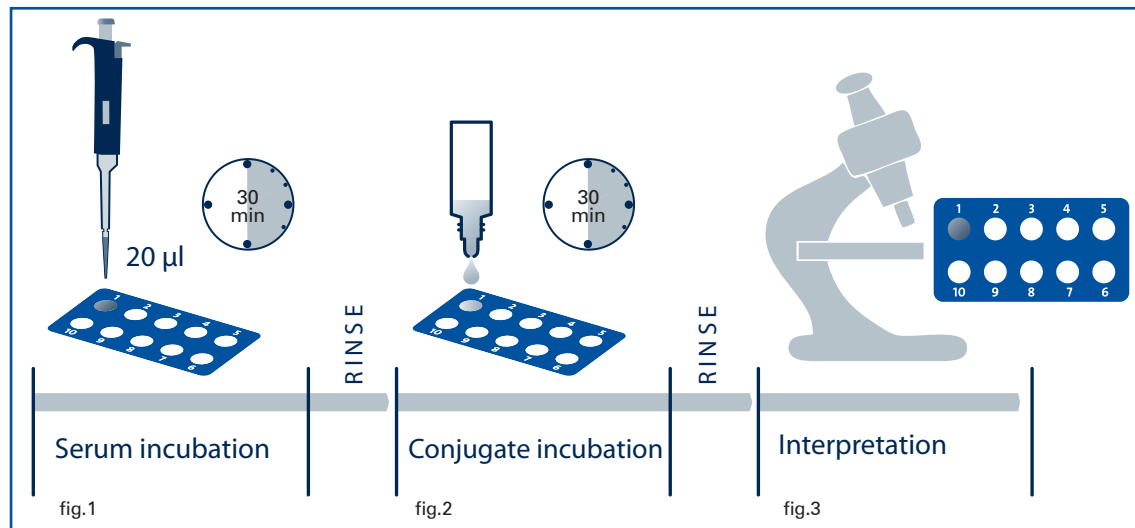 30
min
20 µl
1
2
3
4
5
10
9
8
7
6
RINSE
Serum incubation
fig.1
30
min
1
2
3
4
5
10
9
8
7
6
RINSE
Conjugate incubation
fig.2
1 2 3 4 5
10 9 8 7 6
Interpretation
fig.3